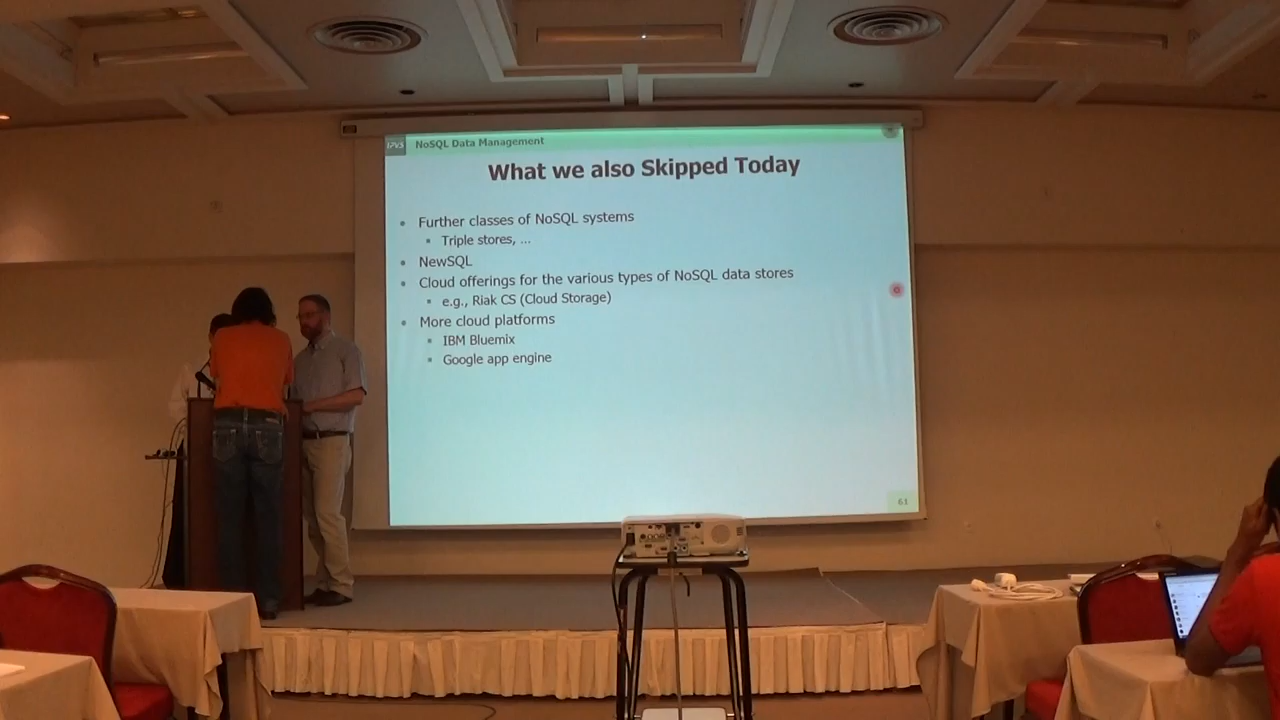 IPVS
NoSQL Data Management
What we also Skipped Today
• Further classes of NoSQL systems
▪ Triple stores, ...
• NewSQL
• Cloud offerings for the various types of NoSQL data stores
▪ e.g., Riak CS (Cloud Storage)
• More cloud platforms
▪ IBM Bluemix
▪ Google app engine
61